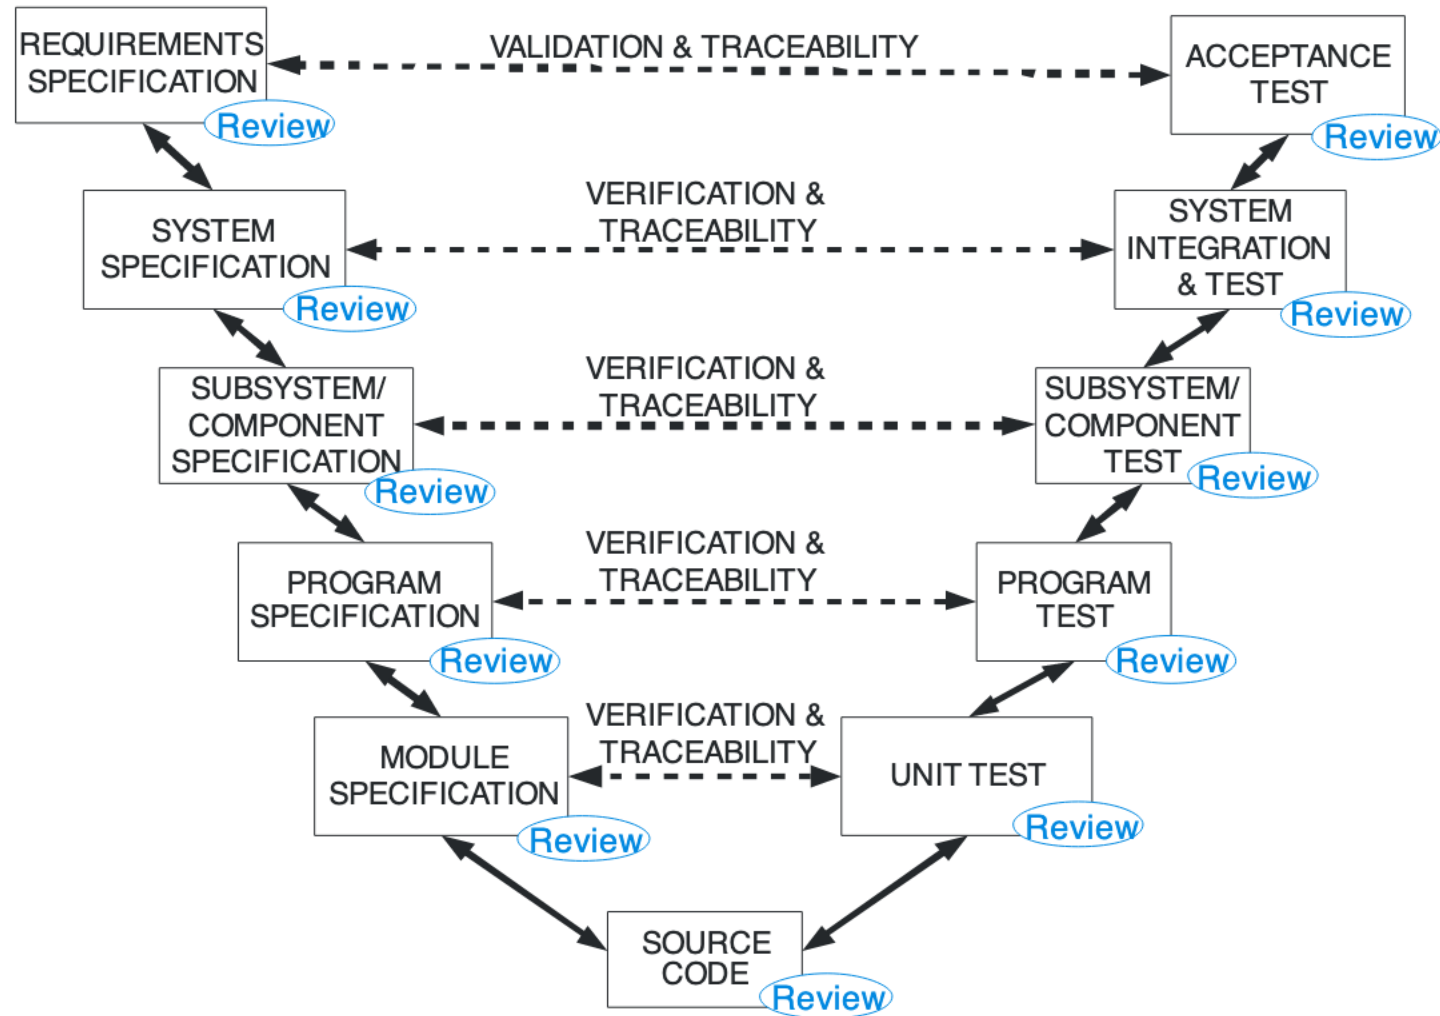 REQUIREMENTS
SPECIFICATION
Review
VALIDATION & TRACEABILITY
ACCEPTANCE
TEST
Review
SYSTEM
SPECIFICATION
Review
VERIFICATION &
TRACEABILITY
SYSTEM
INTEGRATION
& TEST
Review
SUBSYSTEM/
COMPONENT
SPECIFICATION
Review
VERIFICATION &
TRACEABILITY
SUBSYSTEM/
COMPONENT
TEST
Review
PROGRAM
SPECIFICATION
Review
VERIFICATION &
TRACEABILITY
PROGRAM
TEST
Review
MODULE
SPECIFICATION
Review
VERIFICATION &
TRACEABILITY
UNIT TEST
Review
SOURCE
CODE
Review